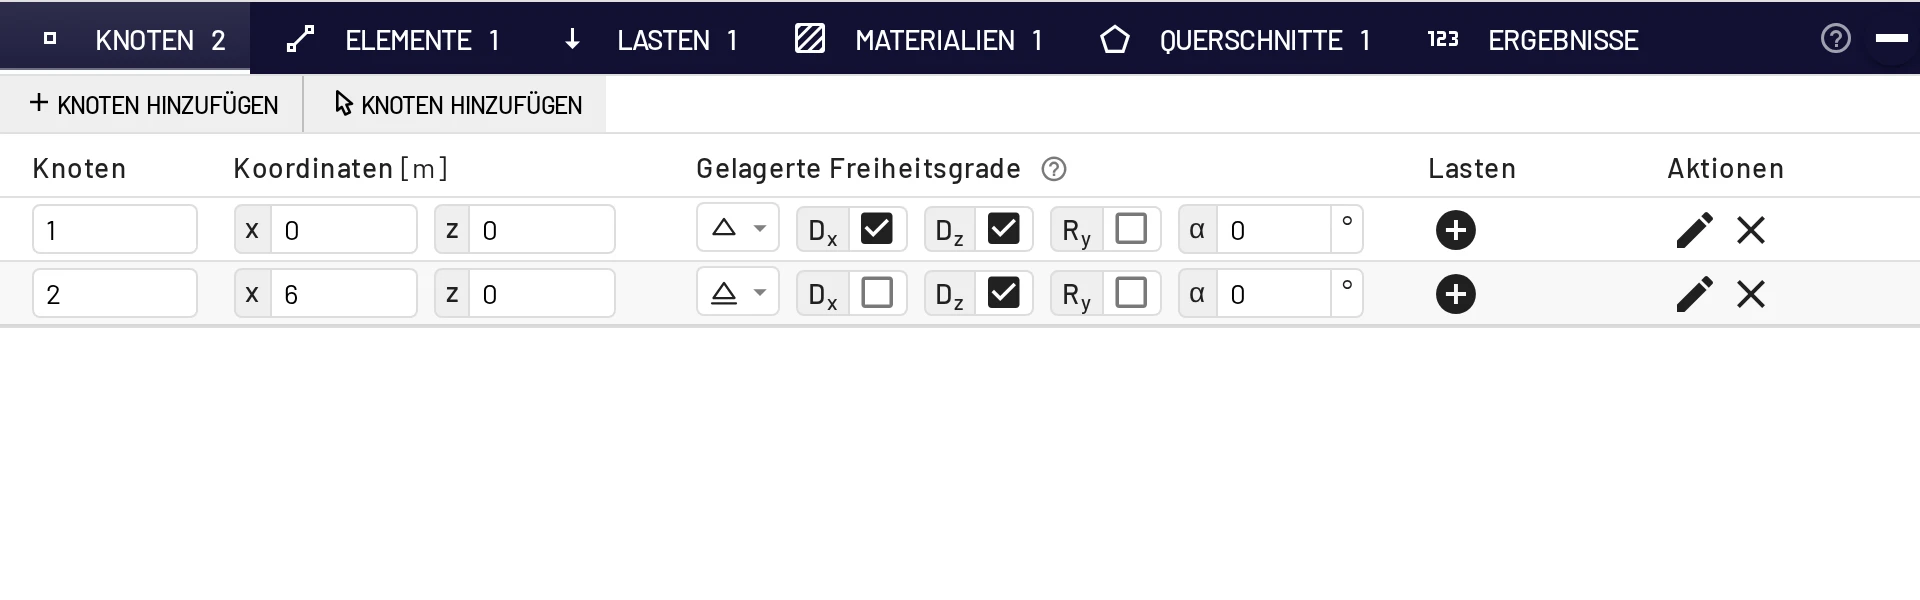 KNOTEN 2 ELEMENTE 1 LASTEN 1 MATERIALIEN 1 QUERSCHNITTE 1 123 ERGEBNISSE ?
+ KNOTEN HINZUFÜGEN KNOTEN HINZUFÜGEN
Knoten Koordinaten [m] Gelagerte Freiheitsgrade ? Lasten Aktionen
1 x 0 z 0 Dx Dz Ry α 0 °
2 x 6 z 0 Dx Dz Ry α 0 °